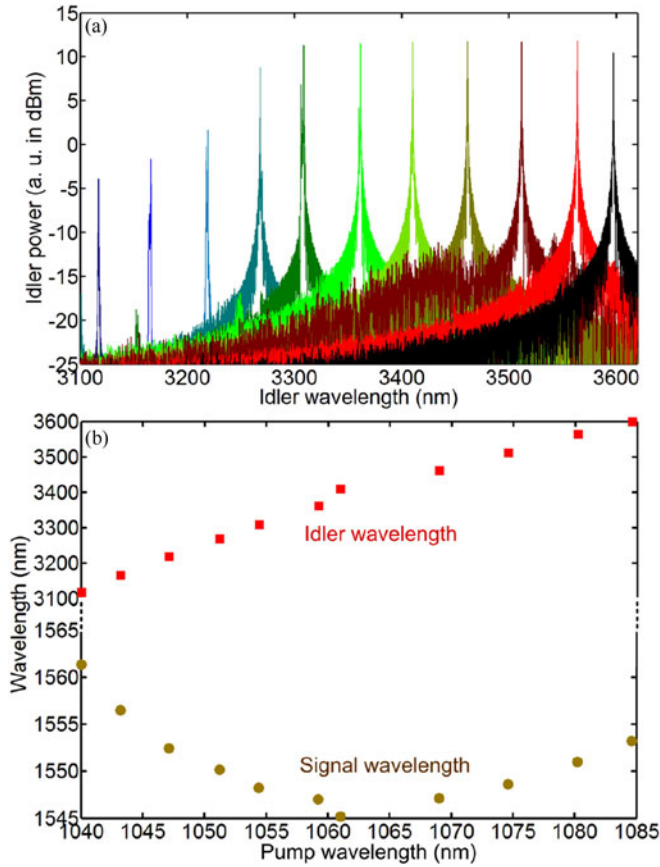 (a)
15
10
5
0
-5
-10
-15
-20
-25
Idler power (a. u. in dBm)
3100 3200 3300 3400 3500 3600
Idler wavelength (nm)
(b)
3600
3500
3400
3300
3200
3100
1565
1560
1555
1550
1545
Wavelength (nm)
Idler wavelength
Signal wavelength
1040 1045 1050 1055 1060 1065 1070 1075 1080 1085
Pump wavelength (nm)